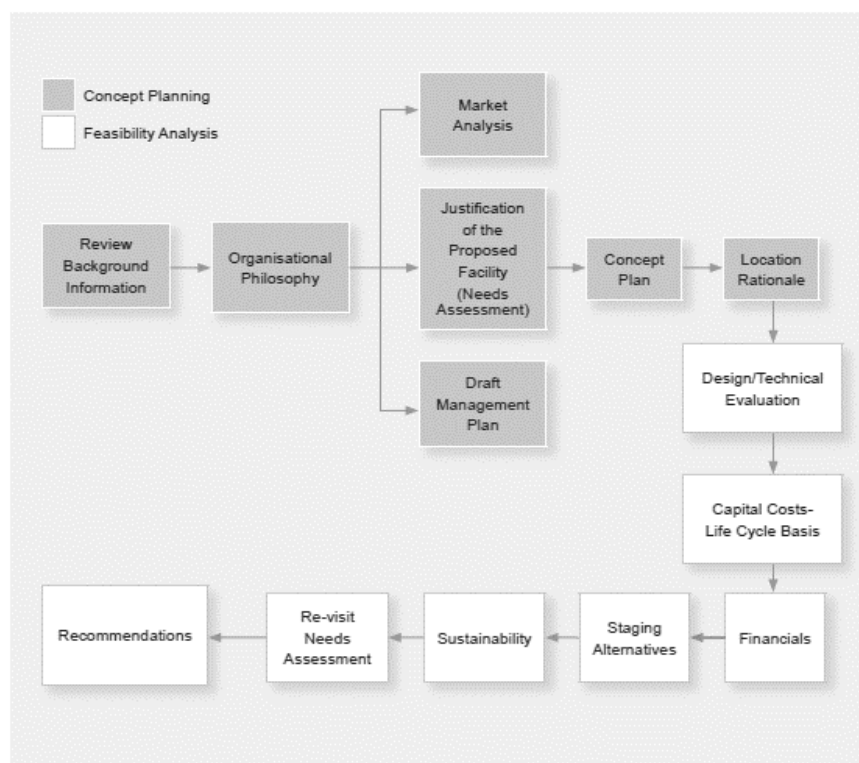 Concept Planning
Feasibility Analysis
Market
Analysis
Review
Background
Information
Organisational
Philosophy
Justification
of the
Proposed
Facility
(Needs
Assessment)
Concept
Plan
Location
Rationale
Draft
Management
Plan
Design/Technical
Evaluation
Capital Costs-
Life Cycle Basis
Financials
Staging
Alternatives
Sustainability
Re-visit
Needs
Assessment
Recommendations